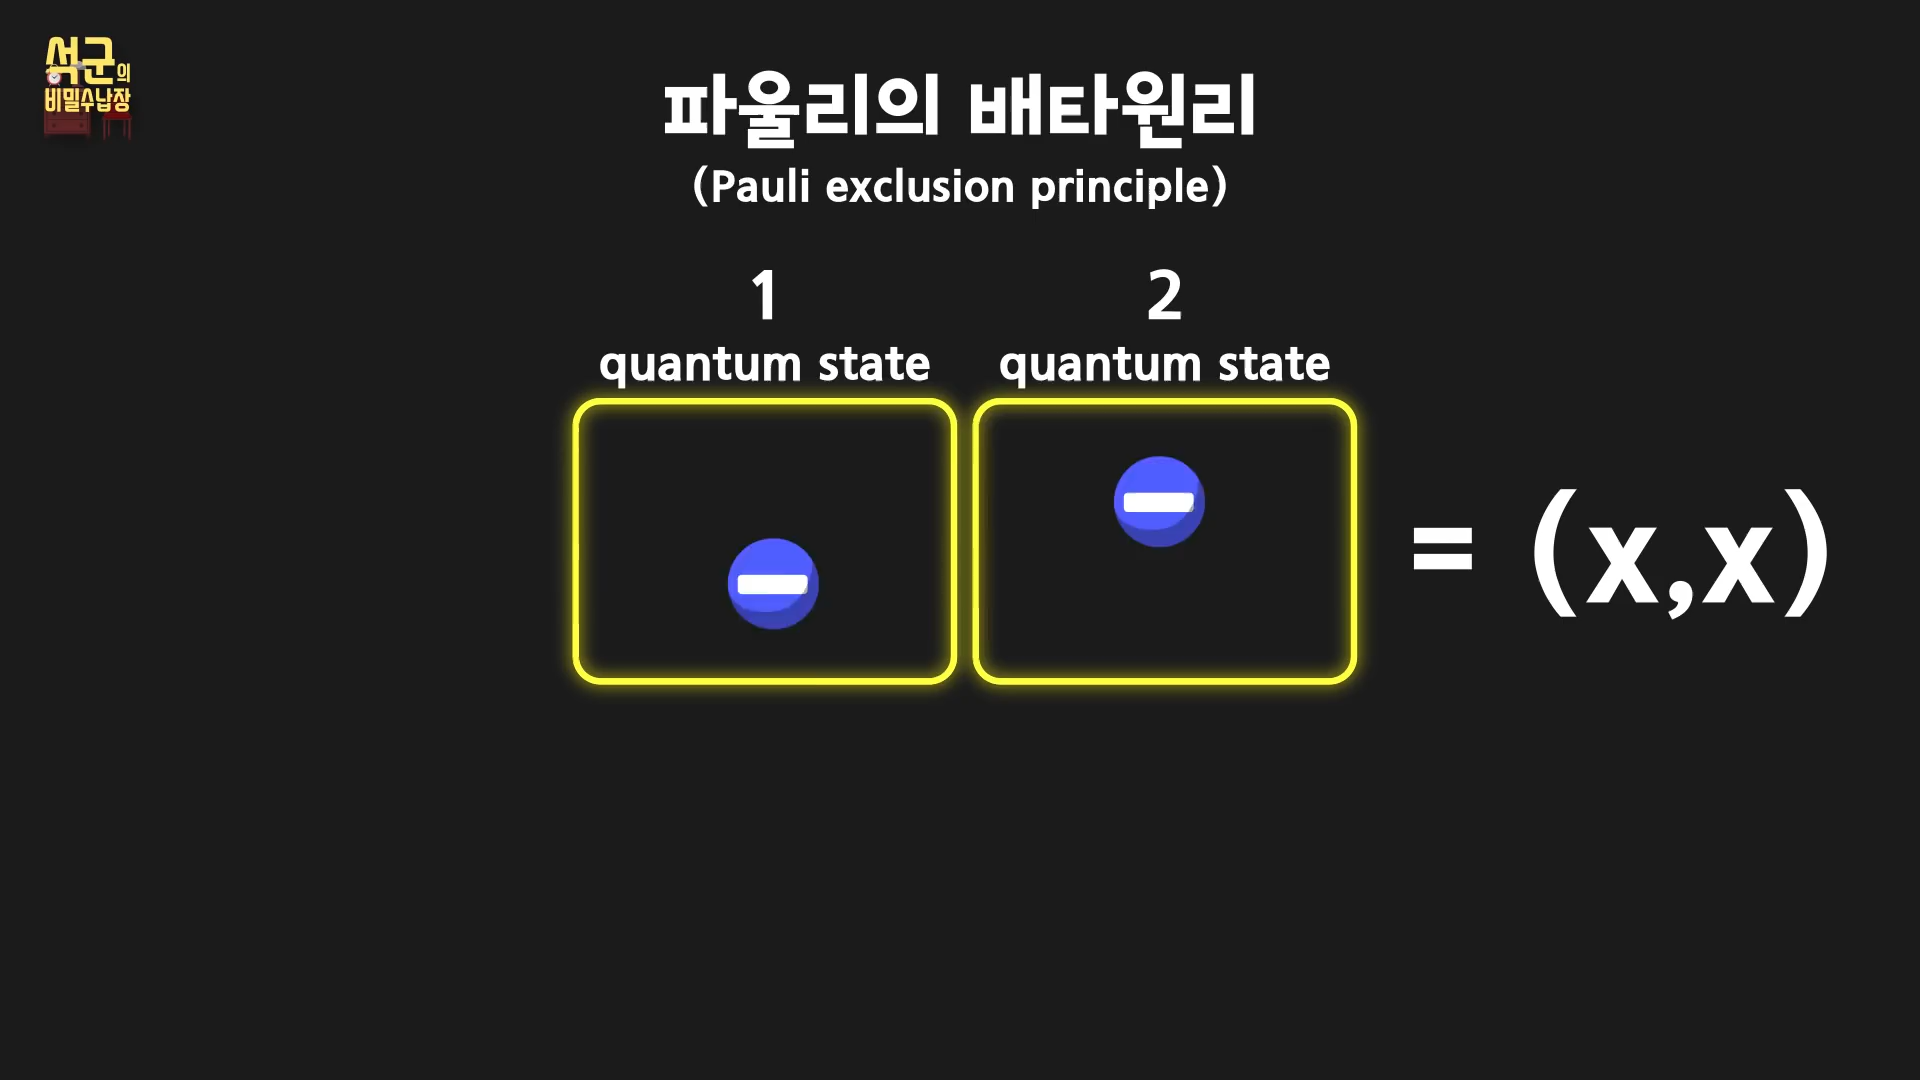 석군의
비밀수납장
파울리의 배타원리
(Pauli exclusion principle)
1
quantum state
2
quantum state
= (x,x)